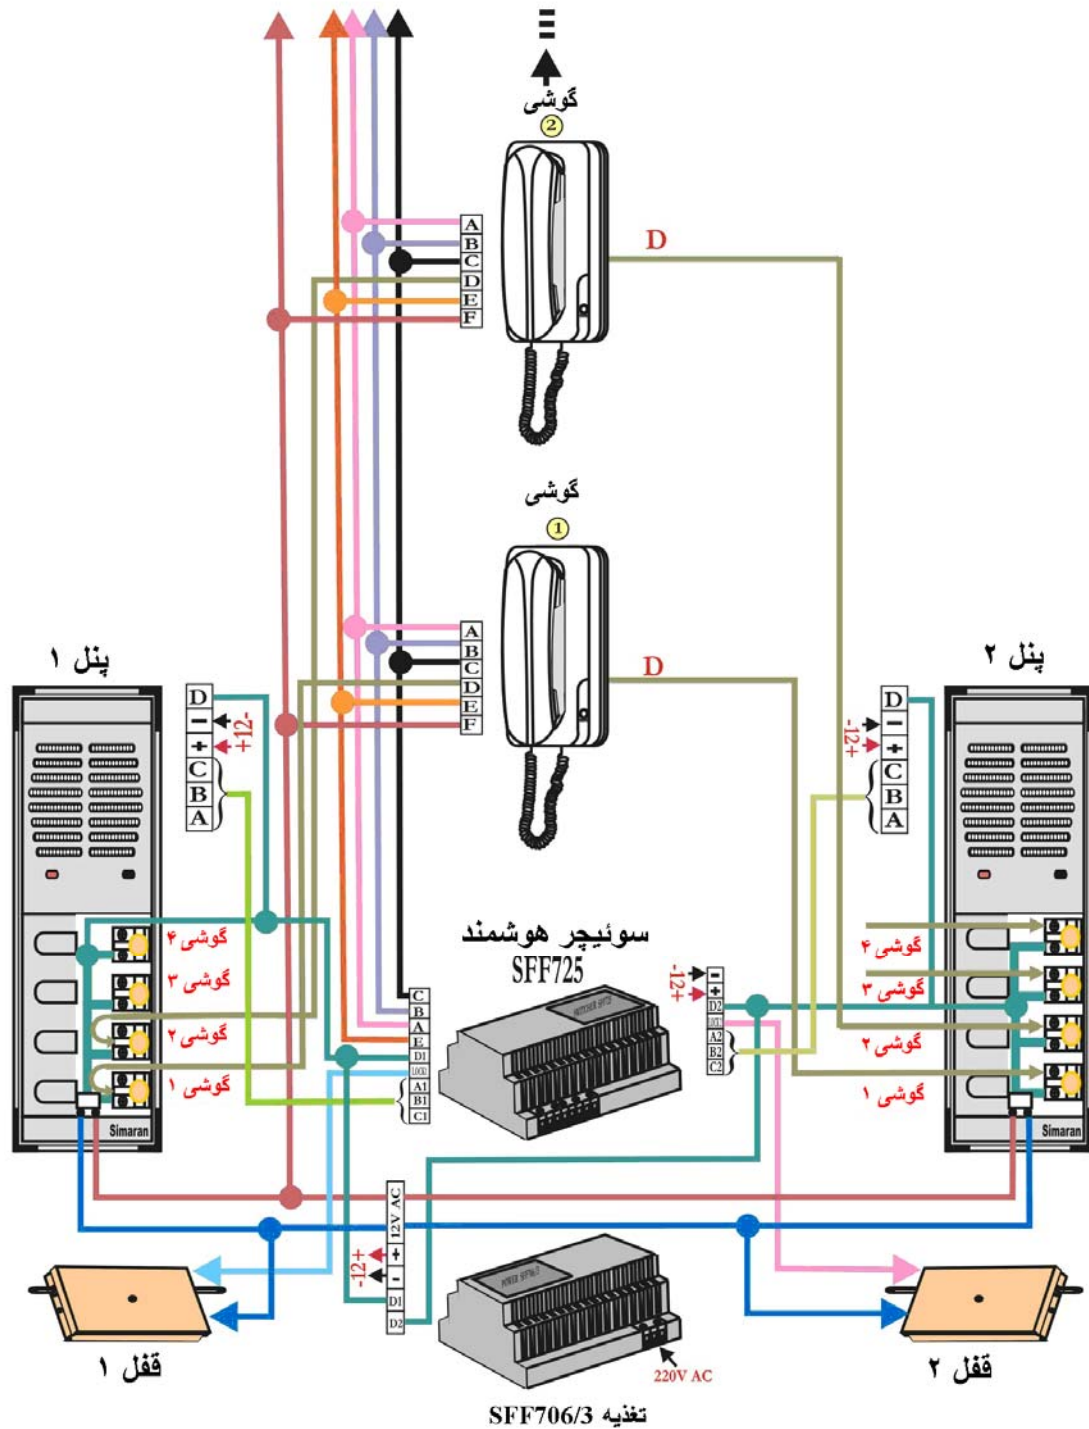 گوشی
2
A
B
C
D
E
F
D
گوشی
1
A
B
C
D
E
F
D
پنل ۱
پنل ۲
D
−
+
C
B
A
+12-
D
−
+
C
B
A
-12+
گوشی ۴
گوشی ۳
گوشی ۲
گوشی ۱
Simaran
سوئیچر هوشمند
SFF725
C
B
A
E
D1
LOCK1
A1
B1
C1
-12+
−
+
D2
LOCK2
A2
B2
C2
گوشی ۴
گوشی ۳
گوشی ۲
گوشی ۱
Simaran
12V AC
+
-
D1
D2
-12+
220V AC
قفل ۱
قفل ۲
تغذیه SFF706/3